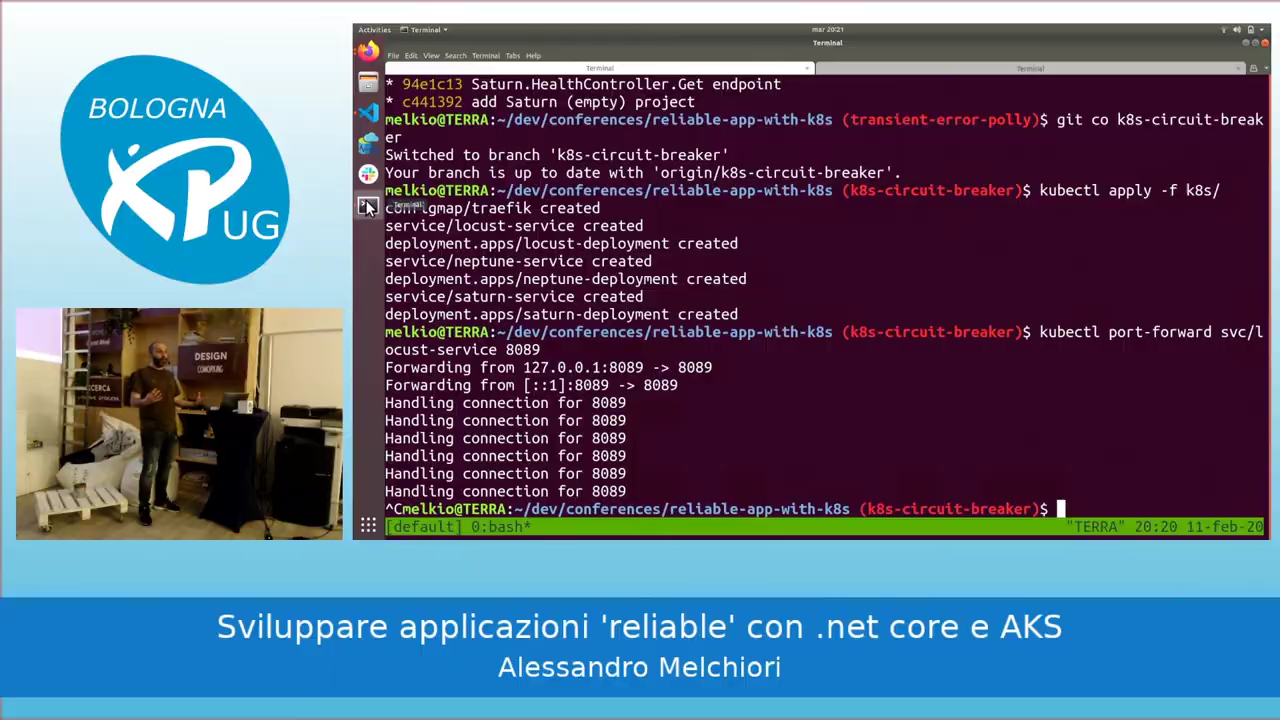 BOLOGNA
XP
UG
DESIGN
COWORKING
Activities
Terminal
mar 20:21
Terminal
File Edit View Search Terminal Tabs Help
Terminal
Terminal
* 94e1c13 Saturn.HealthController.Get endpoint
* c441392 add Saturn (empty) project
melkio@TERRA:~/dev/conferences/reliable-app-with-k8s (transient-error-polly)$ git co k8s-circuit-break
er
Switched to branch 'k8s-circuit-breaker'
Your branch is up to date with 'origin/k8s-circuit-breaker'.
melkio@TERRA:~/dev/conferences/reliable-app-with-k8s (k8s-circuit-breaker)$ kubectl apply -f k8s/
configmap/traefik created
Terminal
service/locust-service created
deployment.apps/locust-deployment created
service/neptune-service created
deployment.apps/neptune-deployment created
service/saturn-service created
deployment.apps/saturn-deployment created
melkio@TERRA:~/dev/conferences/reliable-app-with-k8s (k8s-circuit-breaker)$ kubectl port-forward svc/l
ocust-service 8089
Forwarding from 127.0.0.1:8089 -> 8089
Forwarding from [::1]:8089 -> 8089
Handling connection for 8089
Handling connection for 8089
Handling connection for 8089
Handling connection for 8089
Handling connection for 8089
Handling connection for 8089
^Cmelkio@TERRA:~/dev/conferences/reliable-app-with-k8s (k8s-circuit-breaker)$
[default] 0:bash* "TERRA" 20:20 11-feb-20
Sviluppare applicazioni 'reliable' con .net core e AKS
Alessandro Melchiori